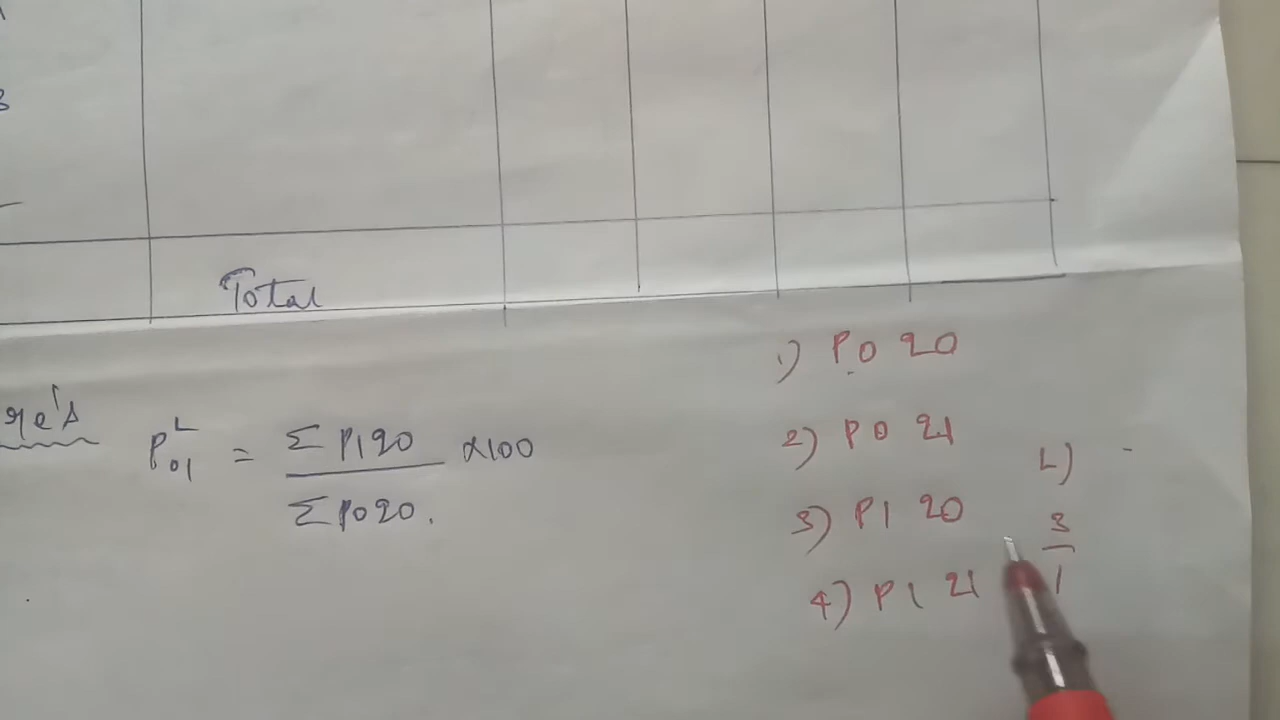 Total
re's P01^L = Σ P1q0 / Σ P0q0. x100
1) P0 q0
2) P0 q1
3) P1 q0
4) P1 q1
L)
3
1